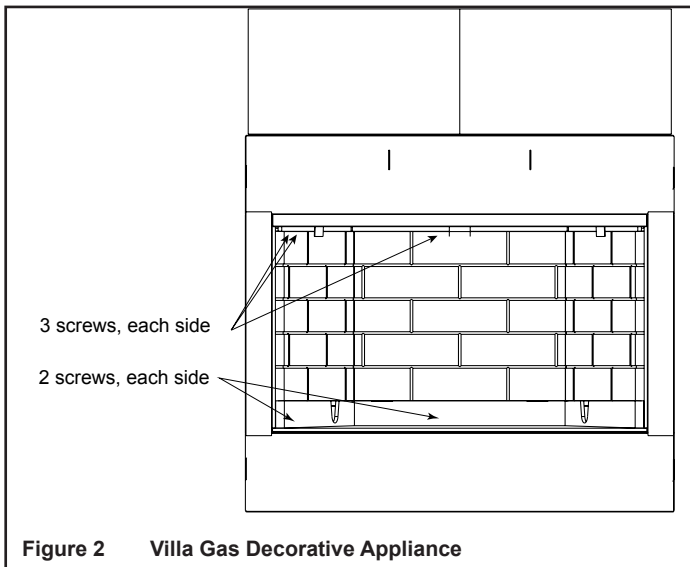 3 screws, each side
2 screws, each side
Figure 2 Villa Gas Decorative Appliance